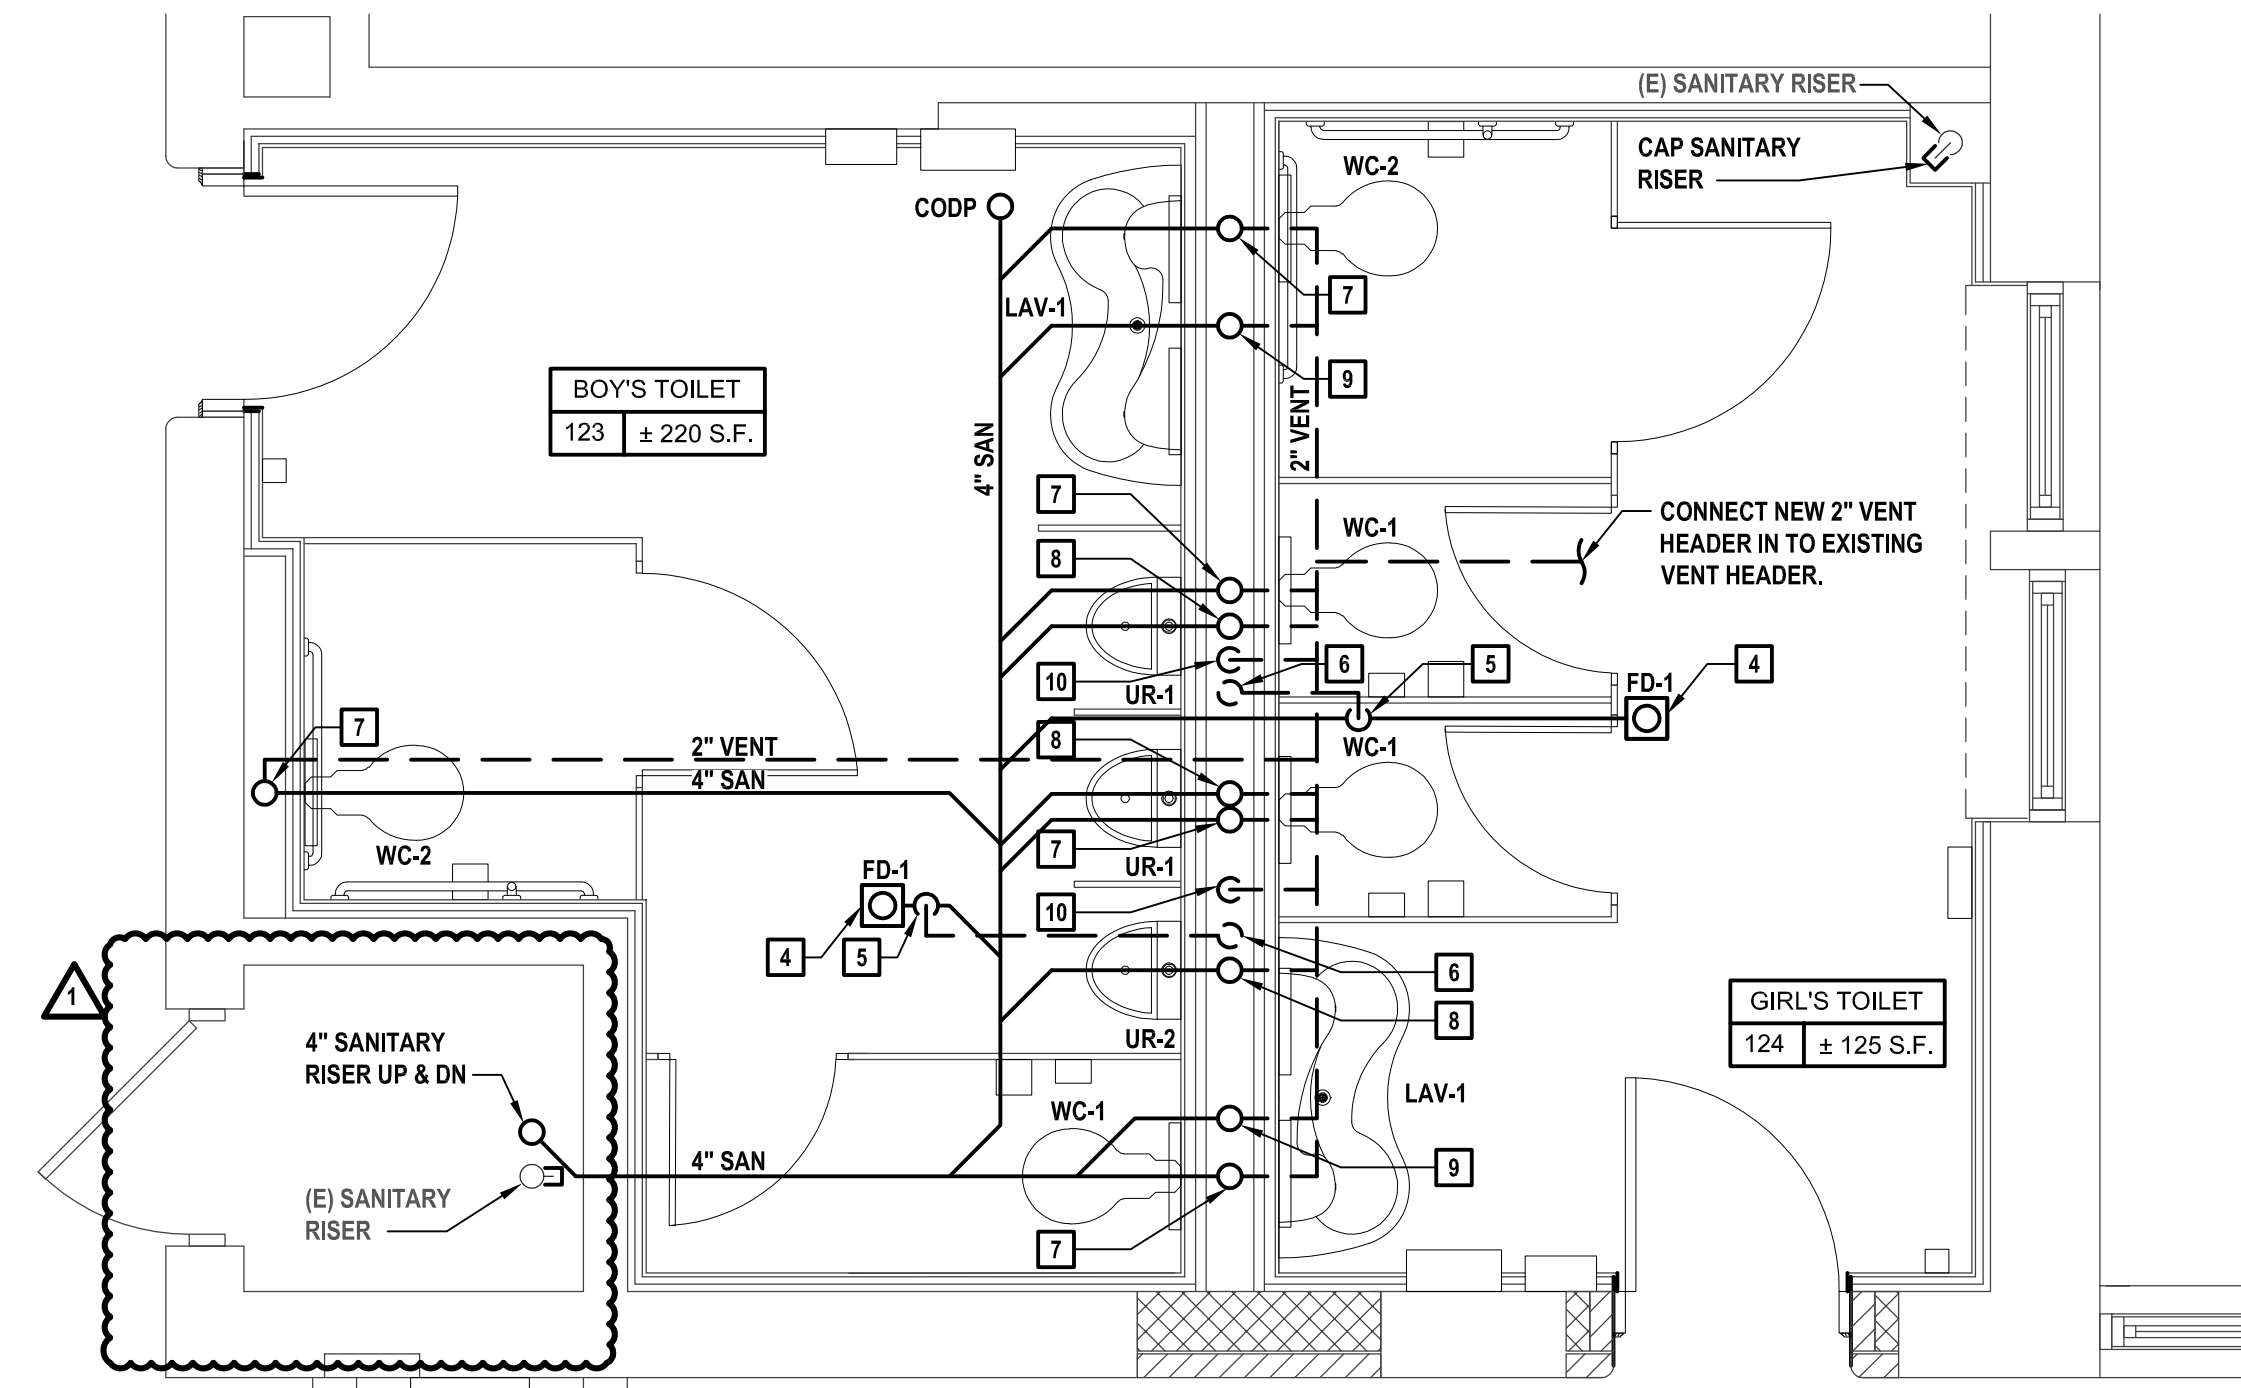 (E) SANITARY RISER
CAP SANITARY
RISER
WC-2
CODP
7
LAV-1
9
BOY'S TOILET
123
± 220 S.F.
4" SAN
2" VENT
7
8
WC-1
CONNECT NEW 2" VENT
HEADER IN TO EXISTING
VENT HEADER.
10
UR-1
6
5
4
FD-1
7
2" VENT
4" SAN
8
WC-1
WC-2
7
UR-1
FD-1
10
4
5
6
8
UR-2
GIRL'S TOILET
124
± 125 S.F.
1
4" SANITARY
RISER UP & DN
WC-1
LAV-1
4" SAN
9
(E) SANITARY
RISER
7